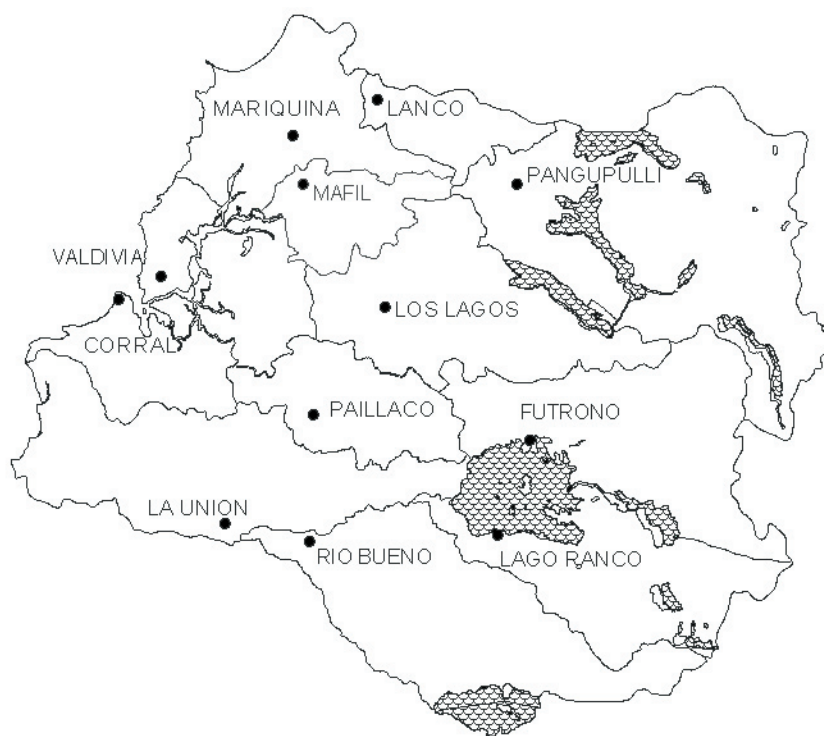 LANCO
MARIQUINA
PANGUPULLI
MAFIL
VALDIVIA
LOS LAGOS
CORRAL
PAILLACO
FUTRONO
LA UNION
RIO BUENO
LAGO RANCO